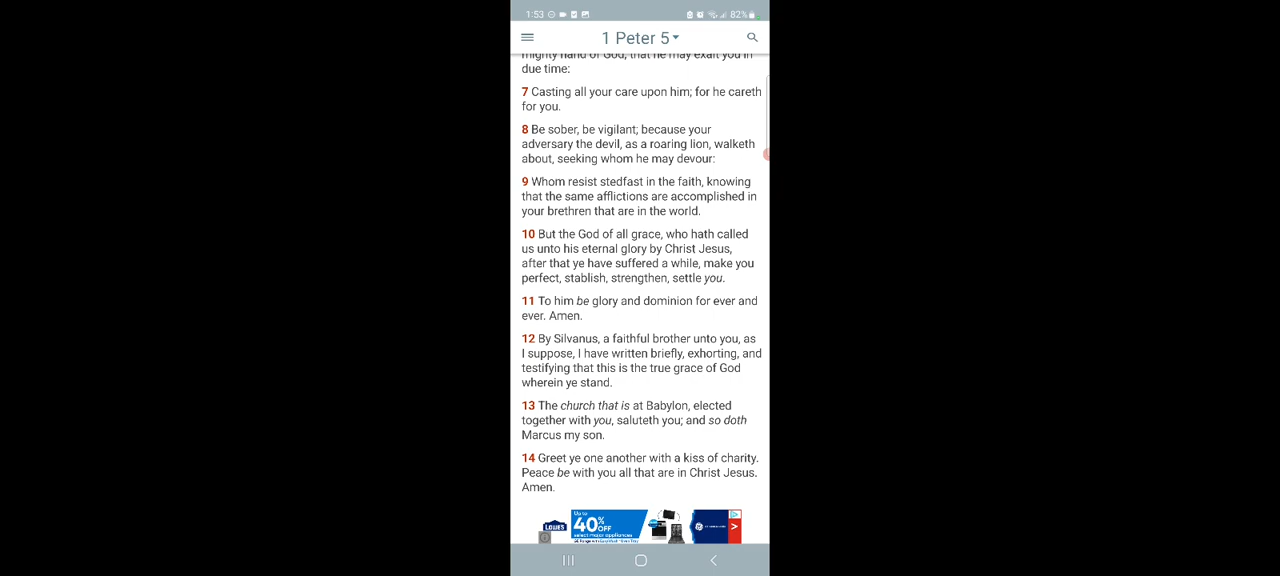 1:53
82%
1 Peter 5
mighty hand of God, that he may exalt you in
due time:
7 Casting all your care upon him; for he careth
for you.
8 Be sober, be vigilant; because your
adversary the devil, as a roaring lion, walketh
about, seeking whom he may devour:
9 Whom resist stedfast in the faith, knowing
that the same afflictions are accomplished in
your brethren that are in the world.
10 But the God of all grace, who hath called
us unto his eternal glory by Christ Jesus,
after that ye have suffered a while, make you
perfect, stablish, strengthen, settle you.
11 To him be glory and dominion for ever and
ever. Amen.
12 By Silvanus, a faithful brother unto you, as
I suppose, I have written briefly, exhorting, and
testifying that this is the true grace of God
wherein ye stand.
13 The church that is at Babylon, elected
together with you, saluteth you; and so doth
Marcus my son.
14 Greet ye one another with a kiss of charity.
Peace be with you all that are in Christ Jesus.
Amen.
LOWE'S
Up to
40% OFF
select major appliances